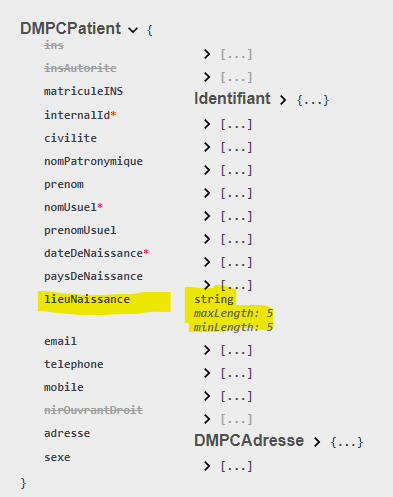 DMPCPatient {
ins [...]
insAutorite [...]
matriculeINS Identifiant {...}
internalId* [...]
civilite [...]
nomPatronymique [...]
prenom [...]
nomUsuel* [...]
prenomUsuel [...]
dateDeNaissance* [...]
paysDeNaissance [...]
lieuNaissance string
maxLength: 5
minLength: 5
email [...]
telephone [...]
mobile [...]
nirOuvrantDroit [...]
adresse DMPCAdresse {...}
sexe [...]
}